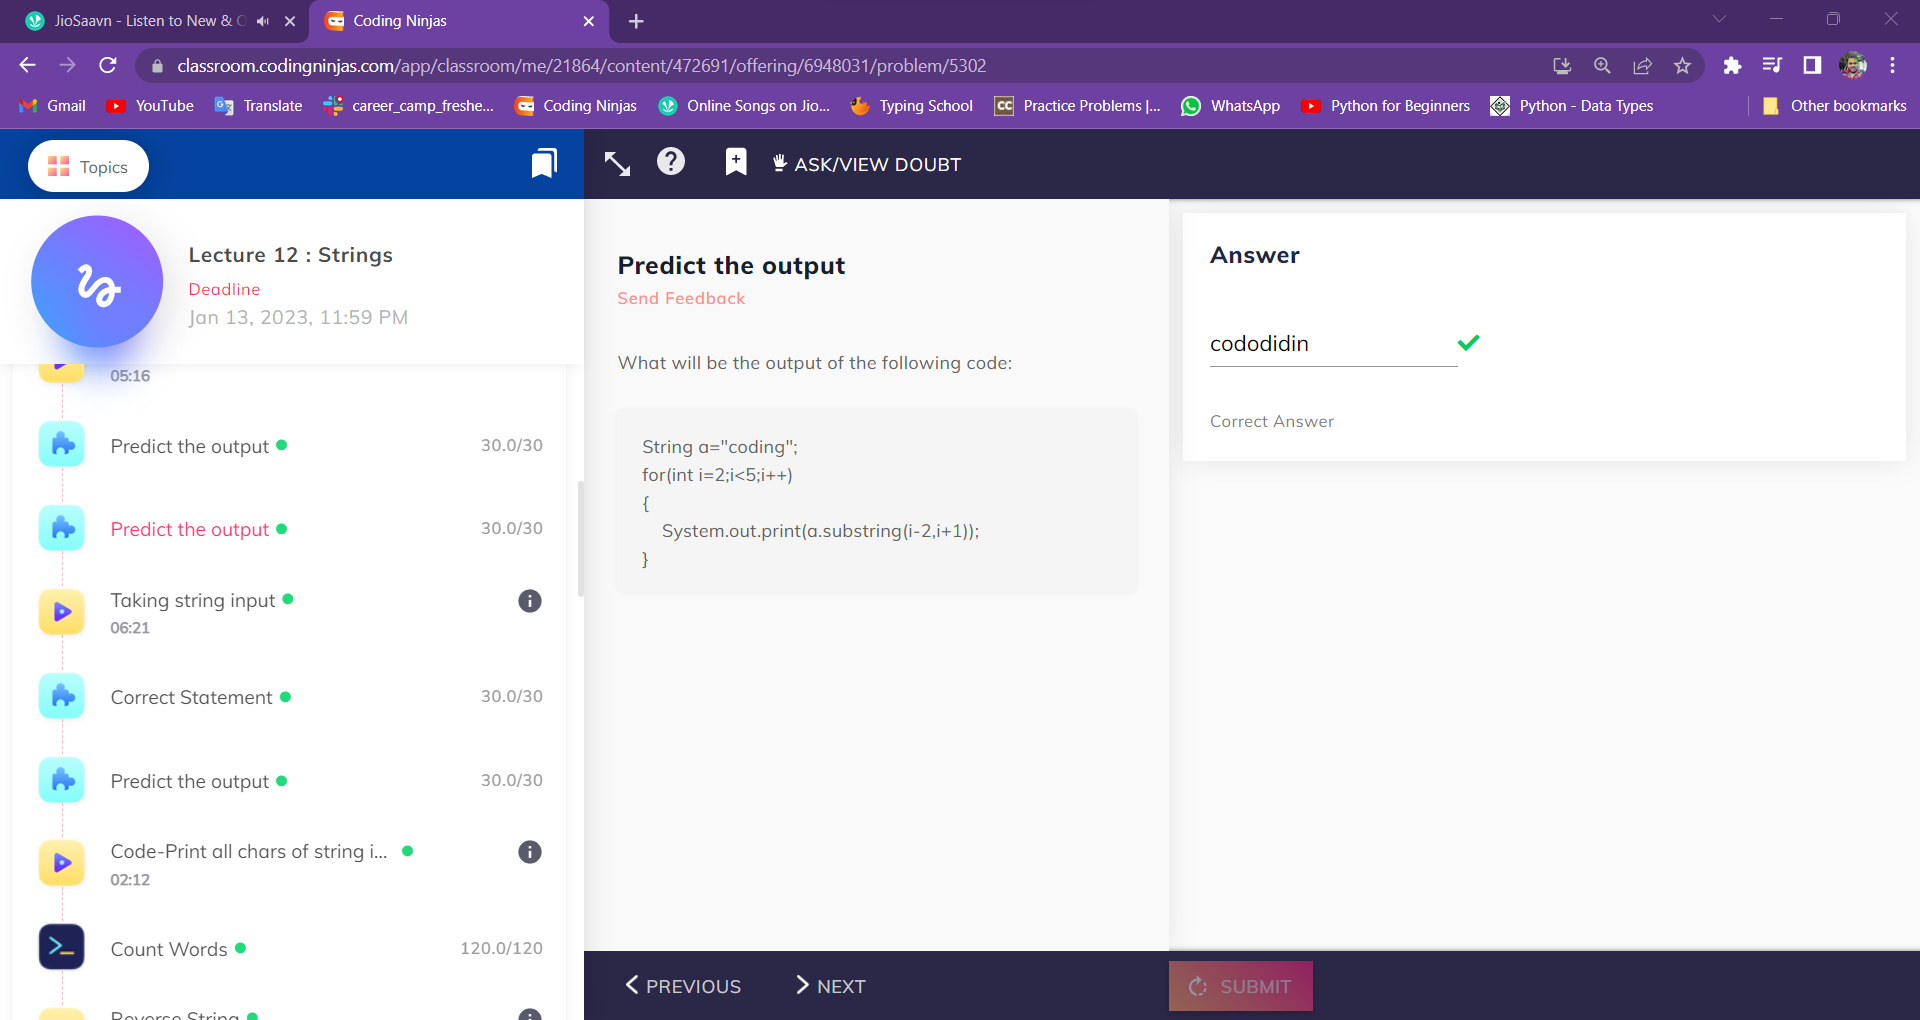 JioSaavn - Listen to New & O
Coding Ninjas
classroom.codingninjas.com/app/classroom/me/21864/content/472691/offering/6948031/problem/5302
Gmail
YouTube
Translate
career_camp_freshe...
Coding Ninjas
Online Songs on Jio...
Typing School
CC
Practice Problems |...
WhatsApp
Python for Beginners
Python - Data Types
Other bookmarks
Topics
ASK/VIEW DOUBT
Lecture 12 : Strings
Deadline
Jan 13, 2023, 11:59 PM
05:16
Predict the output
30.0/30
Predict the output
30.0/30
Taking string input
06:21
Correct Statement
30.0/30
Predict the output
30.0/30
Code-Print all chars of string i...
02:12
Count Words
120.0/120
Reverse String
Predict the output
Send Feedback
What will be the output of the following code:
String a="coding";
for(int i=2;i<5;i++)
{
System.out.print(a.substring(i-2,i+1));
}
Answer
cododidin
Correct Answer
PREVIOUS
NEXT
SUBMIT